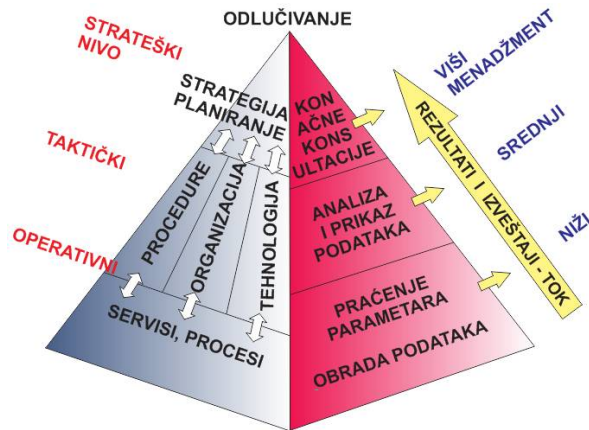 ODLUČIVANJE
STRATEŠKI
NIVO
TAKTIČKI
OPERATIVNI
STRATEGIJA
PLANIRANJE
PROCEDURE
ORGANIZACIJA
TEHNOLOGIJA
SERVISI, PROCESI
KON
AČNE
KONS
ULTACIJE
ANALIZA
I PRIKAZ
PODATAKA
PRAĆENJE
PARAMETARA
OBRADA PODATAKA
REZULTATI I IZVEŠTAJI - TOK
VIŠI
MENADŽMENT
SREDNJI
NIŽI